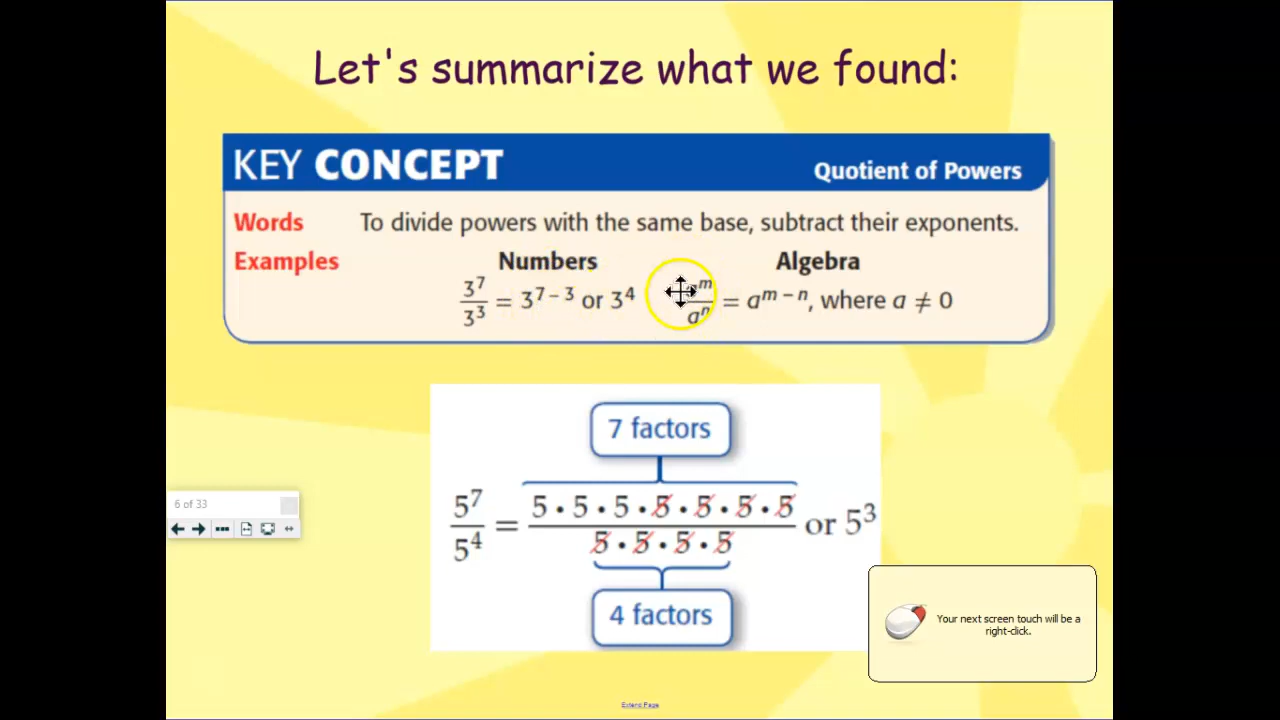 Let's summarize what we found:
KEY CONCEPT Quotient of Powers
Words To divide powers with the same base, subtract their exponents.
Examples Numbers Algebra
3⁷/3³ = 3⁷⁻³ or 3⁴ aᵐ/aⁿ = aᵐ⁻ⁿ, where a ≠ 0
7 factors
5⁷/5⁴ = 5 · 5 · 5 · 5 · 5 · 5 · 5 / 5 · 5 · 5 · 5 or 5³
4 factors
6 of 33
Your next screen touch will be a
right-click.
Extend Page